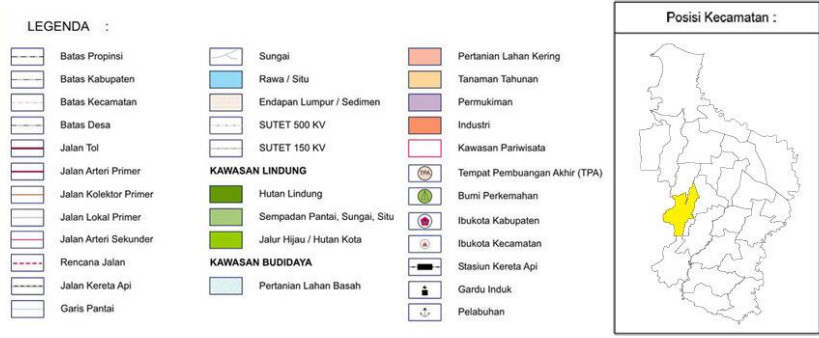 LEGENDA :
Batas Propinsi
Batas Kabupaten
Batas Kecamatan
Batas Desa
Jalan Tol
Jalan Arteri Primer
Jalan Kolektor Primer
Jalan Lokal Primer
Jalan Arteri Sekunder
Rencana Jalan
Jalan Kereta Api
Garis Pantai
Sungai
Rawa / Situ
Endapan Lumpur / Sedimen
SUTET 500 KV
SUTET 150 KV
KAWASAN LINDUNG
Hutan Lindung
Sempadan Pantai, Sungai, Situ
Jalur Hijau / Hutan Kota
KAWASAN BUDIDAYA
Pertanian Lahan Basah
Pertanian Lahan Kering
Tanaman Tahunan
Permukiman
Industri
Kawasan Pariwisata
TPA Tempat Pembuangan Akhir (TPA)
Bumi Perkemahan
Ibukota Kabupaten
Ibukota Kecamatan
Stasiun Kereta Api
Gardu Induk
Pelabuhan
Posisi Kecamatan :